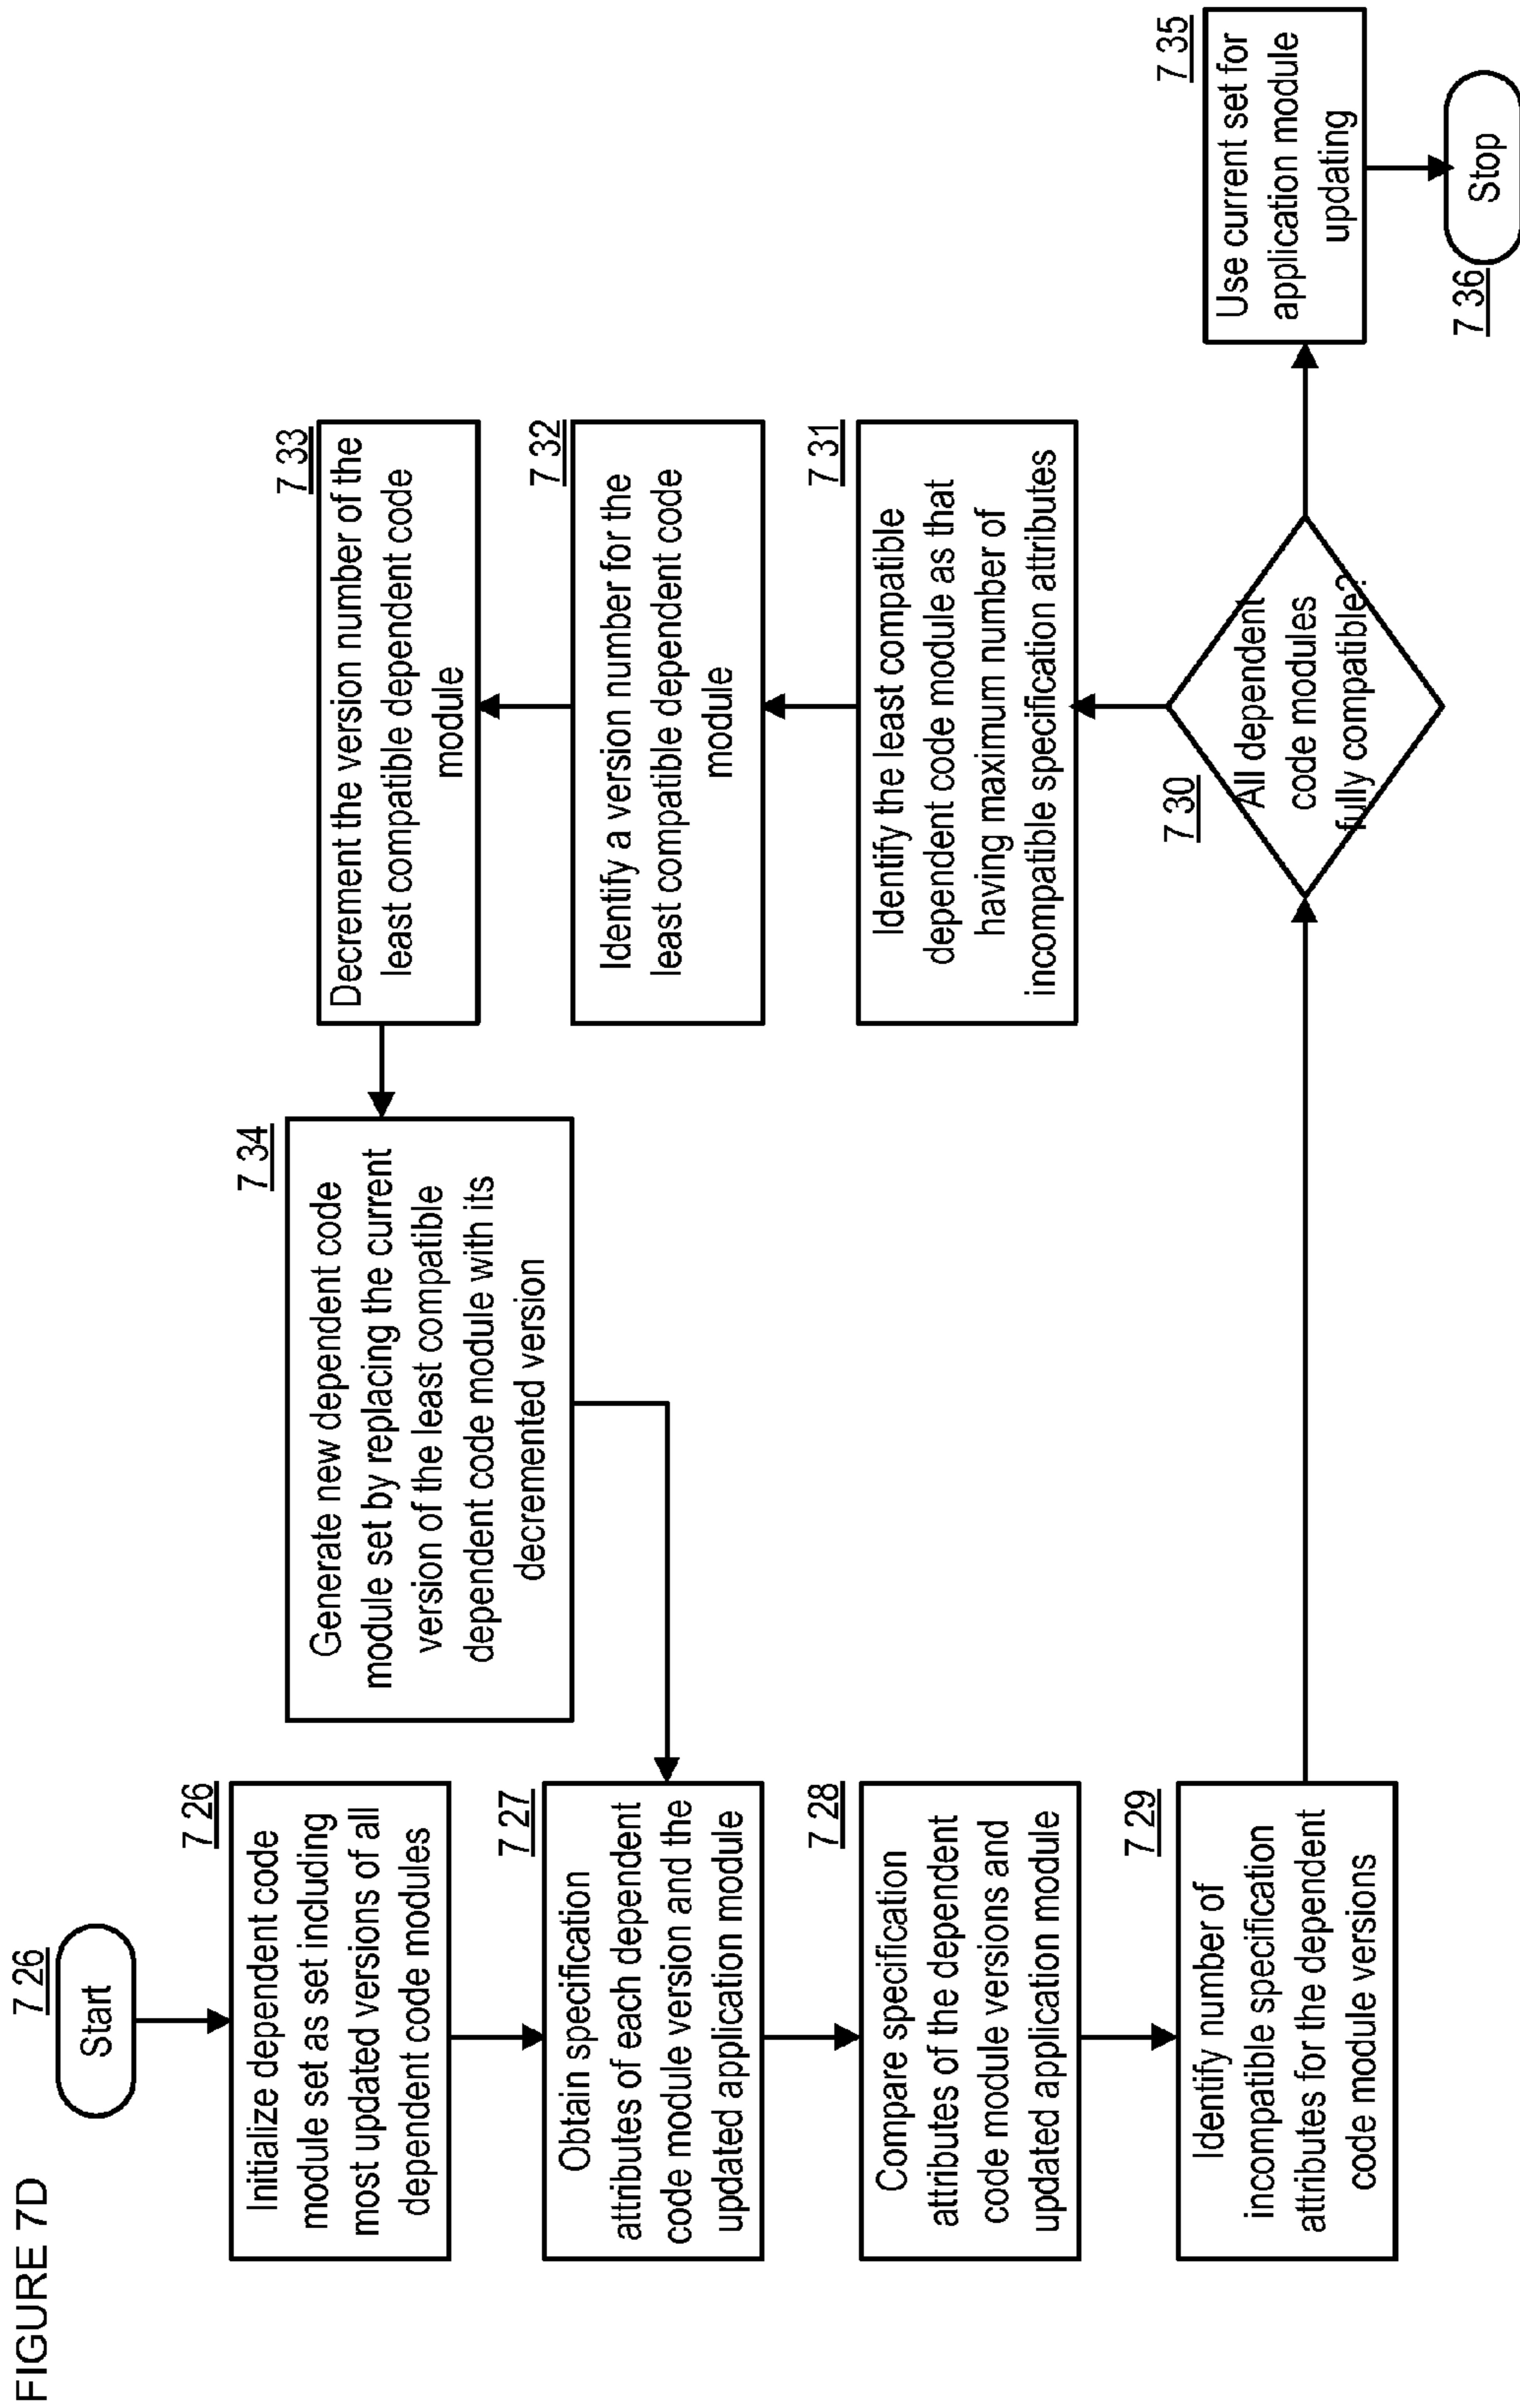 FIGURE 7D
7 26
Start
7 26
Initialize dependent code
module set as set including
most updated versions of all
dependent code modules
7 27
Obtain specification
attributes of each dependent
code module version and the
updated application module
7 28
Compare specification
attributes of the dependent
code module versions and
updated application module
7 29
Identify number of
incompatible specification
attributes for the dependent
code module versions
7 30
All dependent
code modules
fully compatible?
7 31
Identify the least compatible
dependent code module as that
having maximum number of
incompatible specification attributes
7 32
Identify a version number for the
least compatible dependent code
module
7 33
Decrement the version number of the
least compatible dependent code
module
7 34
Generate new dependent code
module set by replacing the current
version of the least compatible
dependent code module with its
decremented version
7 35
Use current set for
application module
updating
7 36
Stop